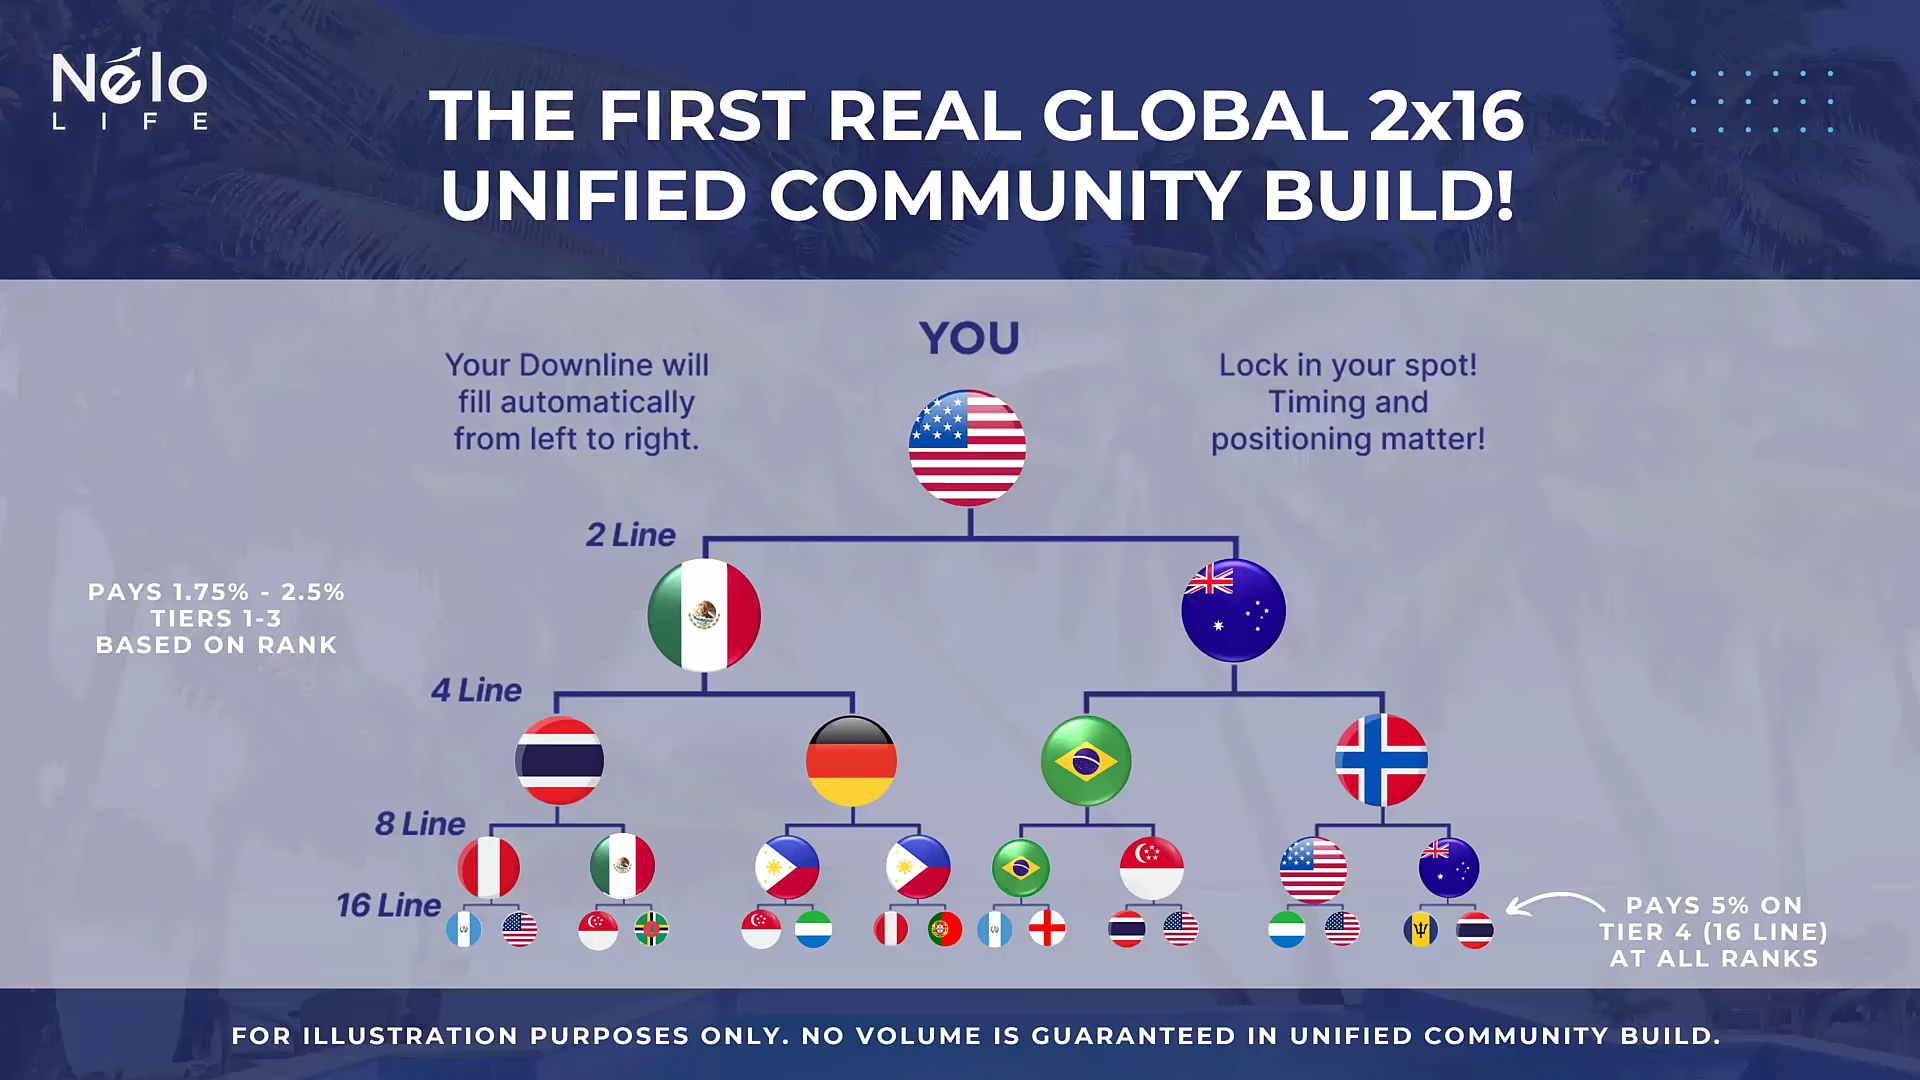 Nélo
LIFE
THE FIRST REAL GLOBAL 2x16
UNIFIED COMMUNITY BUILD!
YOU
Your Downline will
fill automatically
from left to right.
Lock in your spot!
Timing and
positioning matter!
2 Line
PAYS 1.75% - 2.5%
TIERS 1-3
BASED ON RANK
4 Line
8 Line
16 Line
PAYS 5% ON
TIER 4 (16 LINE)
AT ALL RANKS
FOR ILLUSTRATION PURPOSES ONLY. NO VOLUME IS GUARANTEED IN UNIFIED COMMUNITY BUILD.